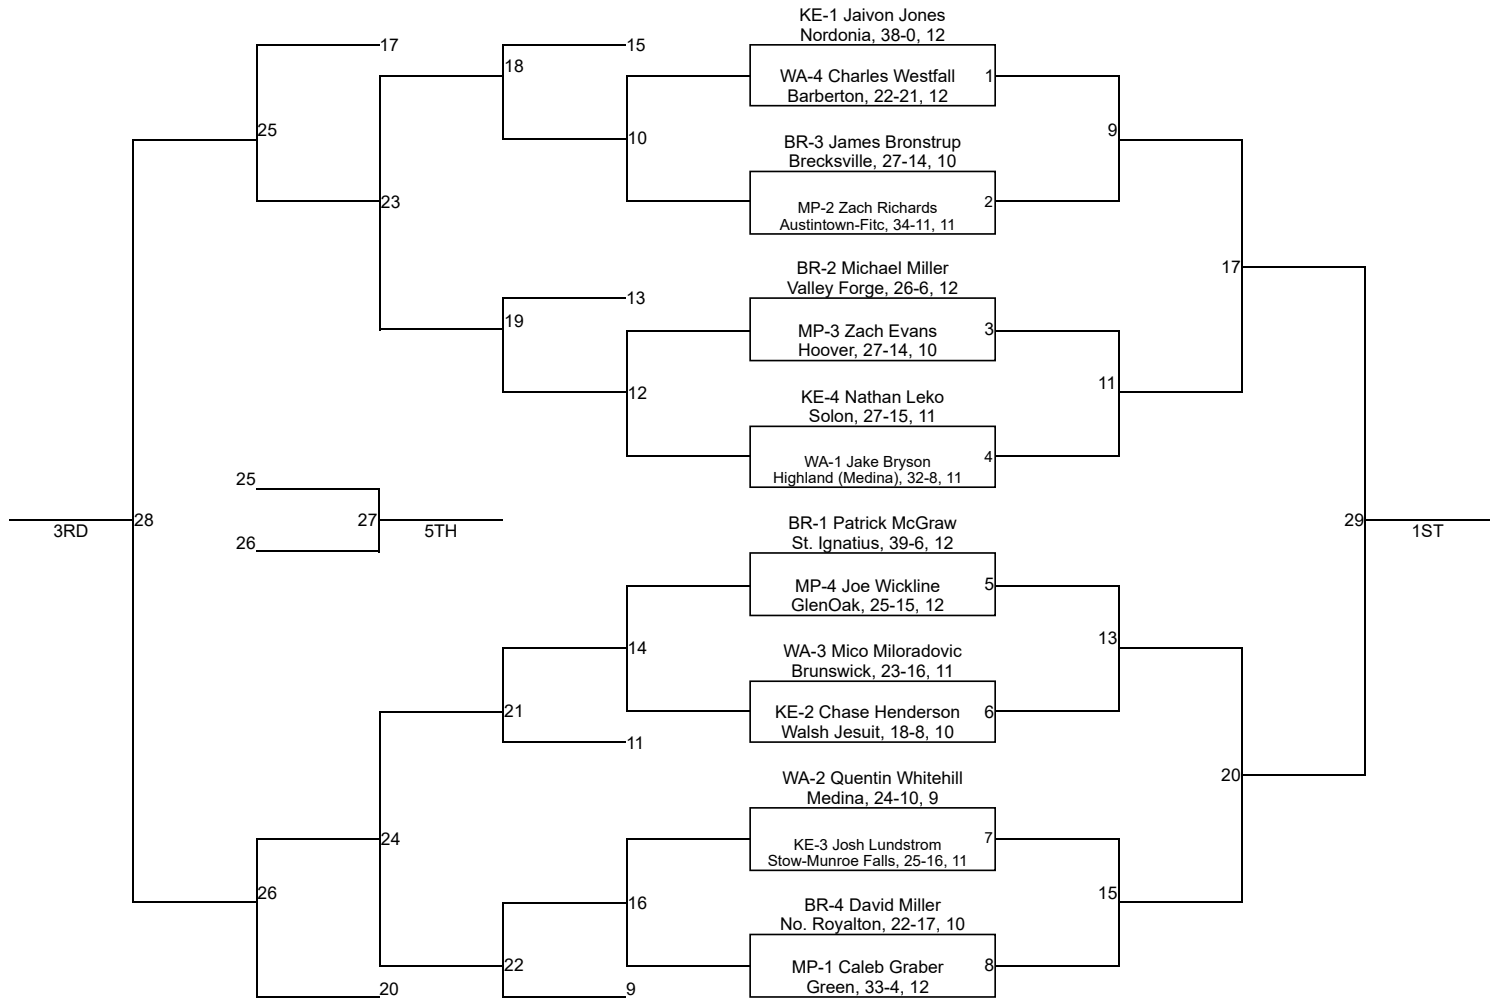 KE-1 Jaivon Jones
Nordonia, 38-0, 12
17
15
18
WA-4 Charles Westfall
1
Barberton, 22-21, 12
25
10
9
BR-3 James Bronstrup
Brecksville, 27-14, 10
23
MP-2 Zach Richards
2
Austintown-Fitc, 34-11, 11
BR-2 Michael Miller
17
Valley Forge, 26-6, 12
13
19
MP-3 Zach Evans
3
Hoover, 27-14, 10
12
11
KE-4 Nathan Leko
Solon, 27-15, 11
WA-1 Jake Bryson
4
Highland (Medina), 32-8, 11
25
28
3RD
27
5TH
26
BR-1 Patrick McGraw
St. Ignatius, 39-6, 12
29
1ST
MP-4 Joe Wickline
5
GlenOak, 25-15, 12
14
13
WA-3 Mico Miloradovic
Brunswick, 23-16, 11
21
KE-2 Chase Henderson
6
Walsh Jesuit, 18-8, 10
11
WA-2 Quentin Whitehill
20
Medina, 24-10, 9
24
KE-3 Josh Lundstrom
7
Stow-Munroe Falls, 25-16, 11
26
16
15
BR-4 David Miller
No. Royalton, 22-17, 10
22
MP-1 Caleb Graber
8
Green, 33-4, 12
20
9